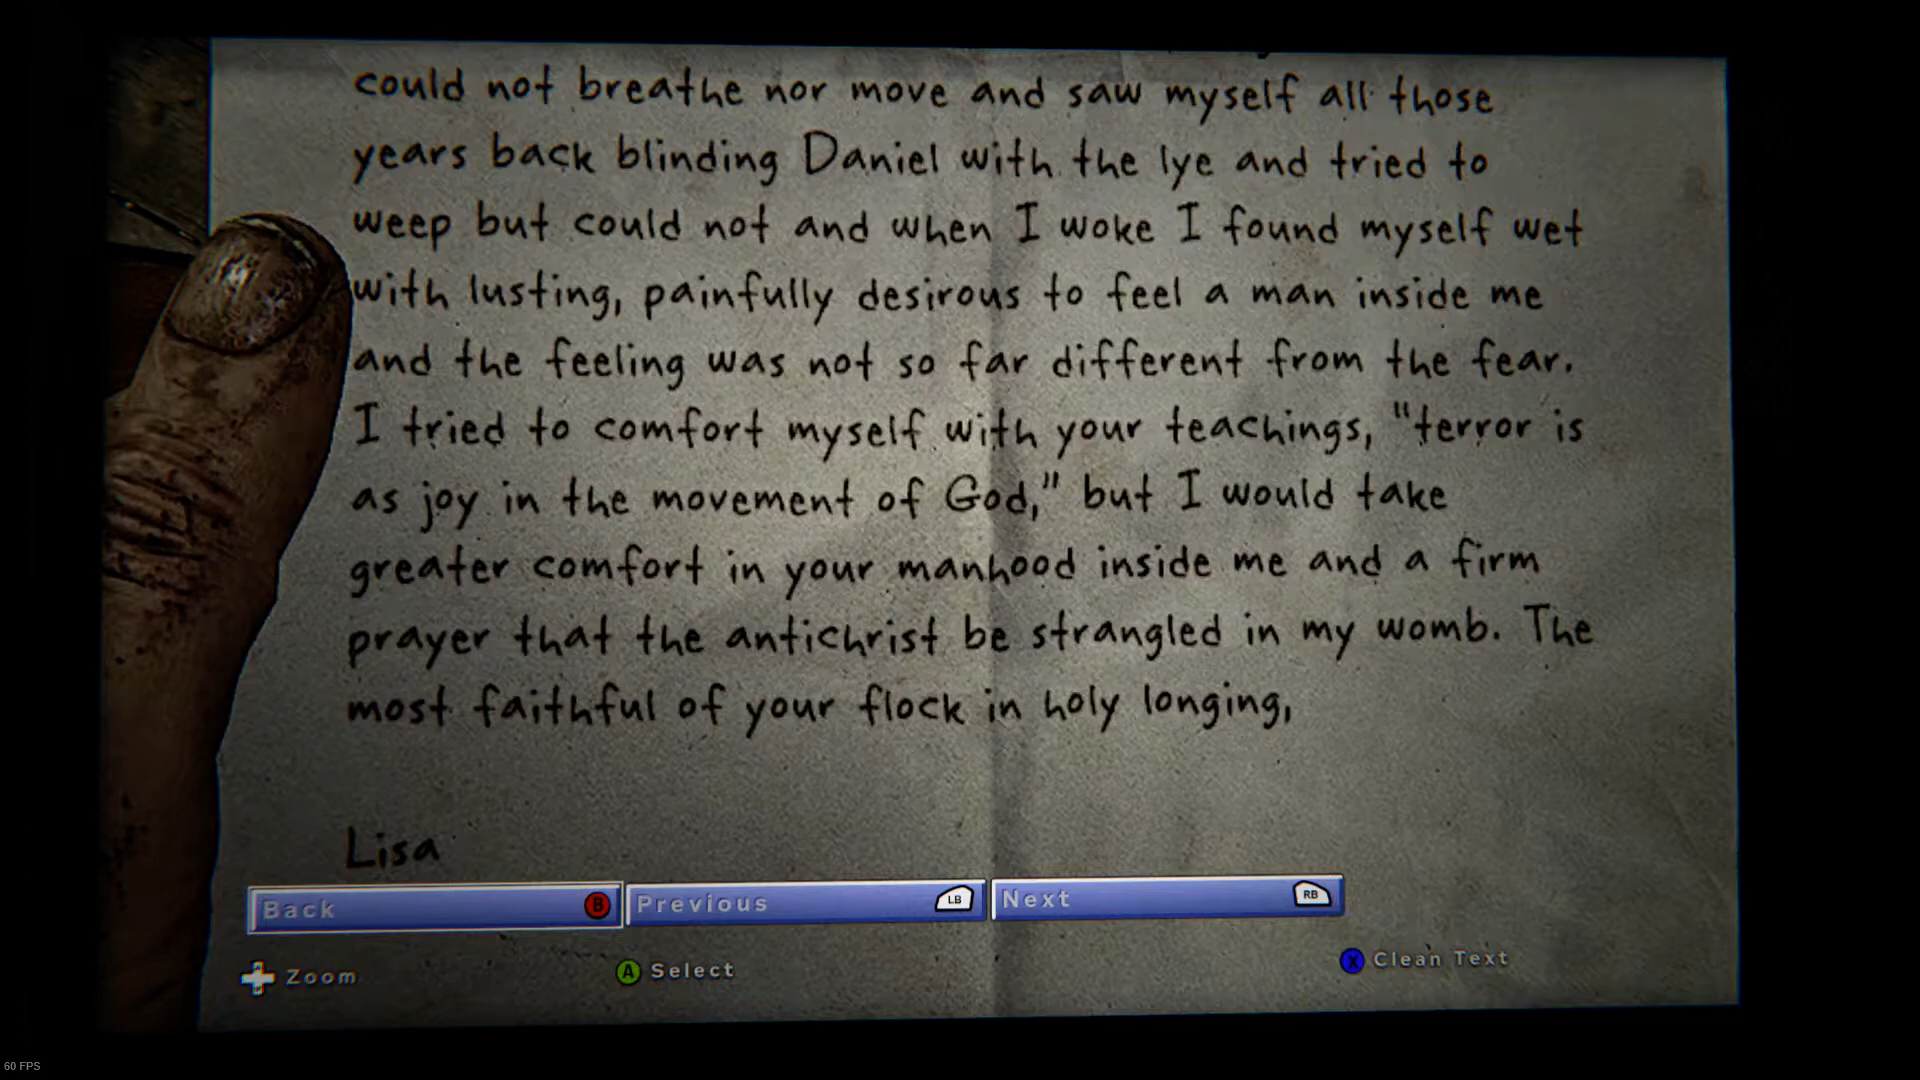 could not breathe nor move and saw myself all those
years back blinding Daniel with the lye and tried to
weep but could not and when I woke I found myself wet
with lusting, painfully desirous to feel a man inside me
and the feeling was not so far different from the fear.
I tried to comfort myself with your teachings, "terror is
as joy in the movement of God," but I would take
greater comfort in your manhood inside me and a firm
prayer that the antichrist be strangled in my womb. The
most faithful of your flock in holy longing,
Lisa
Back B Previous LB Next RB
Zoom A Select X Clean Text
60 FPS